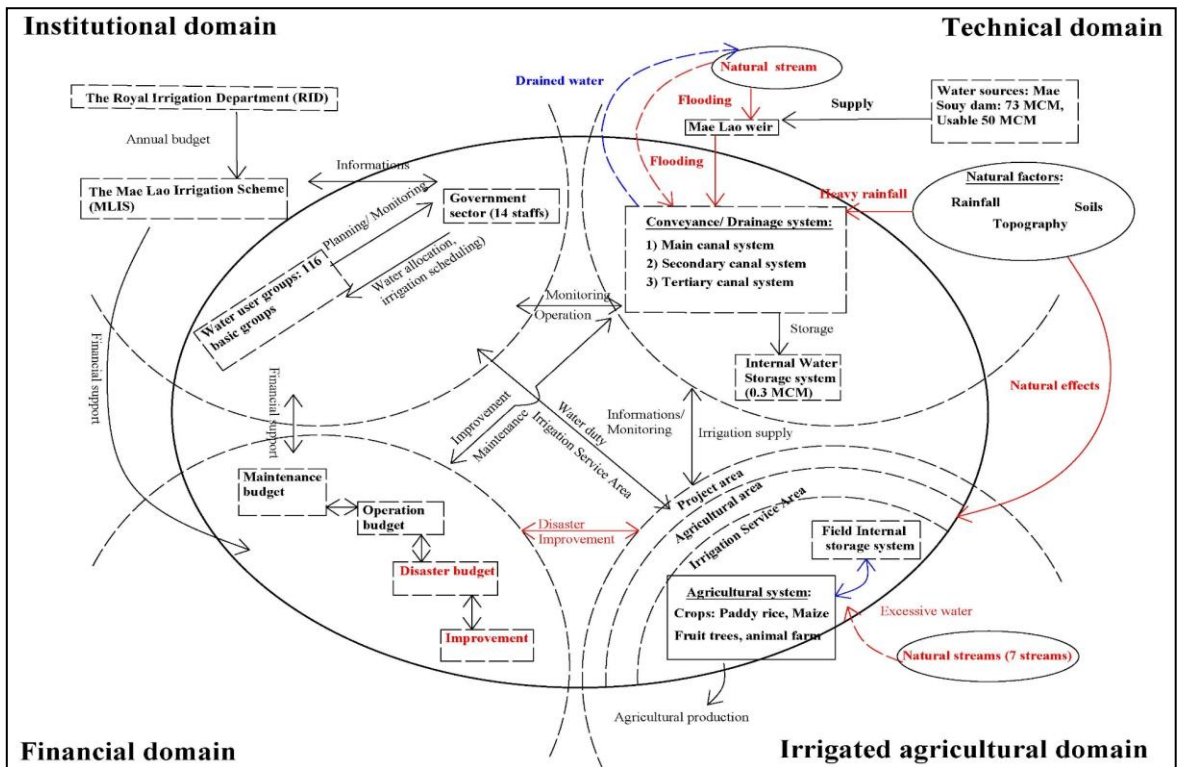 Institutional domain
Technical domain
The Royal Irrigation Department (RID)
Annual budget
The Mae Lao Irrigation Scheme
(MLIS)
Informations
Government
sector (14 staffs)
Planning/ Monitoring
Water allocation,
irrigation scheduling)
Water user groups: 116
basic groups
Drained water
Natural stream
Flooding
Mae Lao weir
Supply
Water sources: Mae
Souy dam: 73 MCM,
Usable 50 MCM
Flooding
Heavy rainfall
Natural factors:
Rainfall
Soils
Topography
Conveyance/ Drainage system:
1) Main canal system
2) Secondary canal system
3) Tertiary canal system
Monitoring
Operation
Storage
Internal Water
Storage system
(0.3 MCM)
Natural effects
Financial support
Financial support
Improvement
Maintenance
Water duty
Irrigation Service Area
Informations/
Monitoring
Irrigation supply
Maintenance
budget
Operation
budget
Disaster budget
Improvement
Disaster
Improvement
Project area
Agricultural area
Irrigation Service Area
Field Internal
storage system
Agricultural system:
Crops: Paddy rice, Maize
Fruit trees, animal farm
Excessive water
Natural streams (7 streams)
Agricultural production
Financial domain
Irrigated agricultural domain